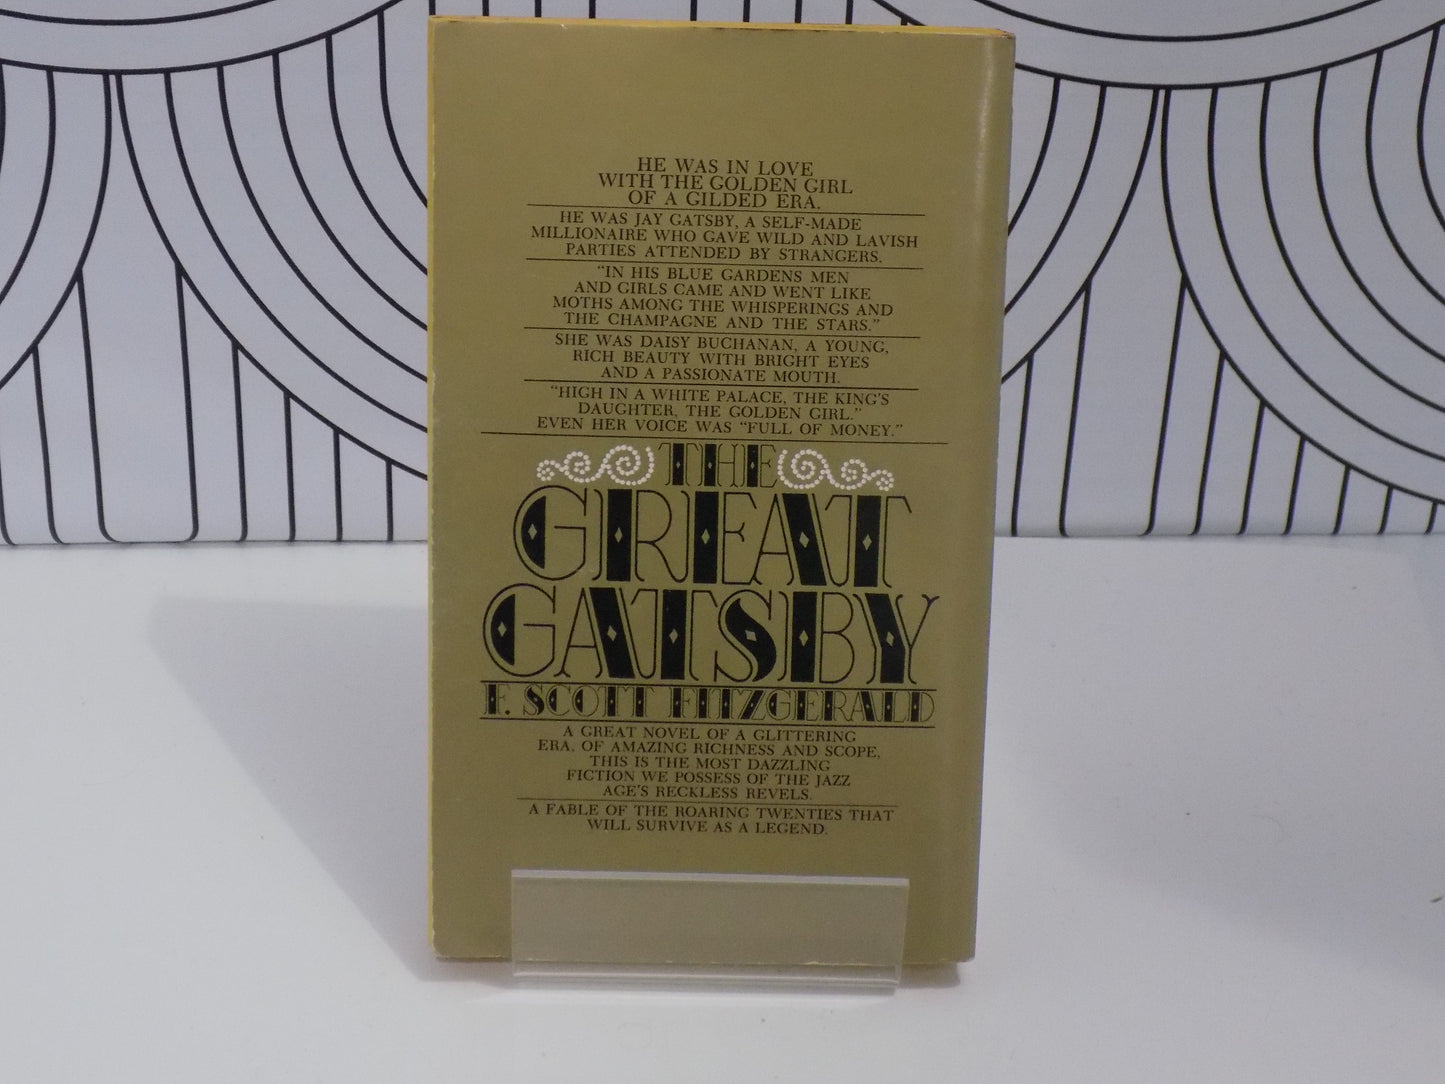 HE WAS IN LOVE
WITH THE GOLDEN GIRL
OF A GILDED ERA.
HE WAS JAY GATSBY, A SELF-MADE
MILLIONAIRE WHO GAVE WILD AND LAVISH
PARTIES ATTENDED BY STRANGERS.
“IN HIS BLUE GARDENS MEN
AND GIRLS CAME AND WENT LIKE
MOTHS AMONG THE WHISPERINGS AND
THE CHAMPAGNE AND THE STARS.”
SHE WAS DAISY BUCHANAN, A YOUNG,
RICH BEAUTY WITH BRIGHT EYES
AND A PASSIONATE MOUTH.
“HIGH IN A WHITE PALACE, THE KING’S
DAUGHTER, THE GOLDEN GIRL.”
EVEN HER VOICE WAS “FULL OF MONEY.”
THE
GREAT
GATSBY
F. SCOTT FITZGERALD
A GREAT NOVEL OF A GLITTERING
ERA, OF AMAZING RICHNESS AND SCOPE,
THIS IS THE MOST DAZZLING
FICTION WE POSSESS OF THE JAZZ
AGE’S RECKLESS REVELS.
A FABLE OF THE ROARING TWENTIES THAT
WILL SURVIVE AS A LEGEND.